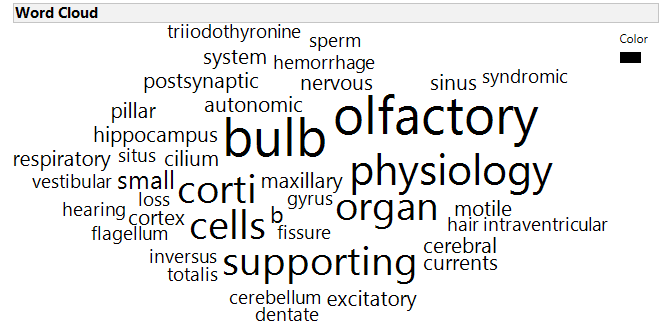 Word Cloud
triiodothyronine
sperm
Color
system
hemorrhage
postsynaptic
nervous
sinus
syndromic
pillar
autonomic
olfactory
hippocampus
bulb
respiratory
situs
cilium
physiology
vestibular
small
corti
maxillary
loss
gyrus
organ
hearing
cortex
b
motile
flagellum
cells
fissure
hair
intraventricular
inversus
supporting
cerebral
totalis
currents
cerebellum
excitatory
dentate